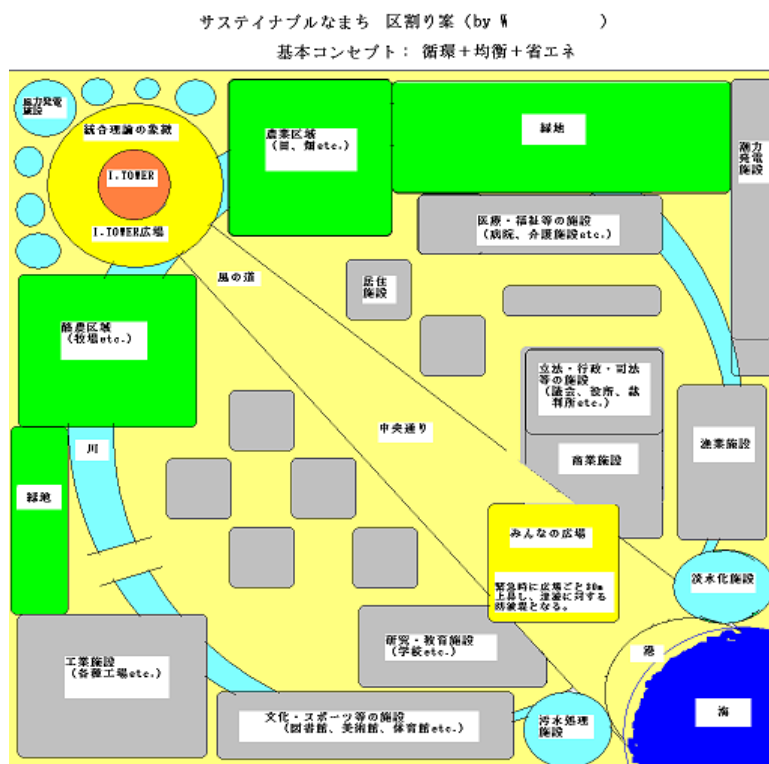 サステイナブルなまち 区割り案（by W　　　　　）
基本コンセプト： 循環＋均衡＋省エネ
風力発電
施設
統合理論の象徴
I.TOWER
I.TOWER広場
農業区域
（田、畑etc.）
緑地
潮力
発電
施設
医療・福祉等の施設
（病院、介護施設etc.）
風の道
居住
施設
酪農区域
（牧場etc.）
立法・行政・司法
等の施設
（議会、役所、裁
判所etc.）
中央通り
川
商業施設
漁業施設
緑地
みんなの広場
緊急時に広場ごと30m
上昇し、津波に対する
防波堤となる。
淡水化施設
研究・教育施設
（学校etc.）
港
工業施設
（各種工場etc.）
文化・スポーツ等の施設
（図書館、美術館、体育館etc.）
汚水処理
施設
海